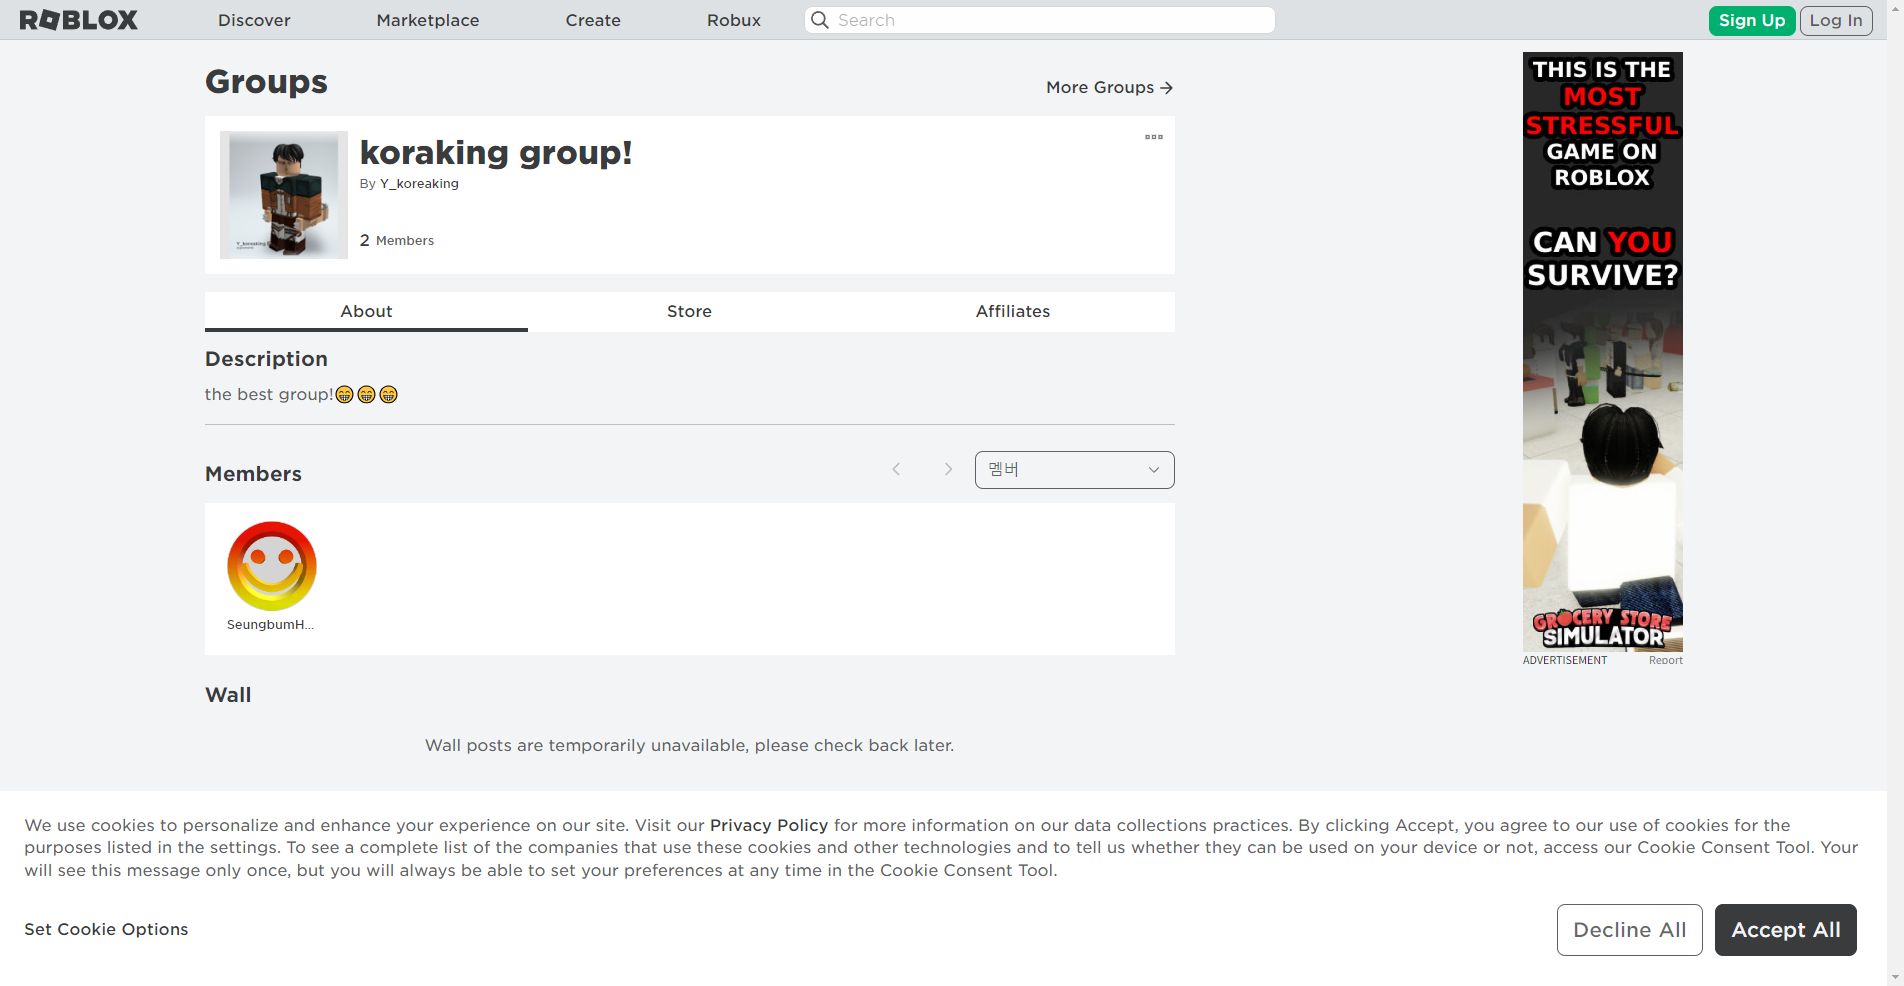 ROBLOX
Discover
Marketplace
Create
Robux
Search
Sign Up
Log In
Groups
More Groups
koraking group!
By Y_koreaking
2 Members
About
Store
Affiliates
Description
the best group!😁😁😁
Members
멤버
SeungbumH...
Wall
Wall posts are temporarily unavailable, please check back later.
THIS IS THE
MOST
STRESSFUL
GAME ON
ROBLOX
CAN YOU
SURVIVE?
GROCERY STORE
SIMULATOR
ADVERTISEMENT
Report
We use cookies to personalize and enhance your experience on our site. Visit our Privacy Policy for more information on our data collections practices. By clicking Accept, you agree to our use of cookies for the
purposes listed in the settings. To see a complete list of the companies that use these cookies and other technologies and to tell us whether they can be used on your device or not, access our Cookie Consent Tool. Your
will see this message only once, but you will always be able to set your preferences at any time in the Cookie Consent Tool.
Set Cookie Options
Decline All
Accept All